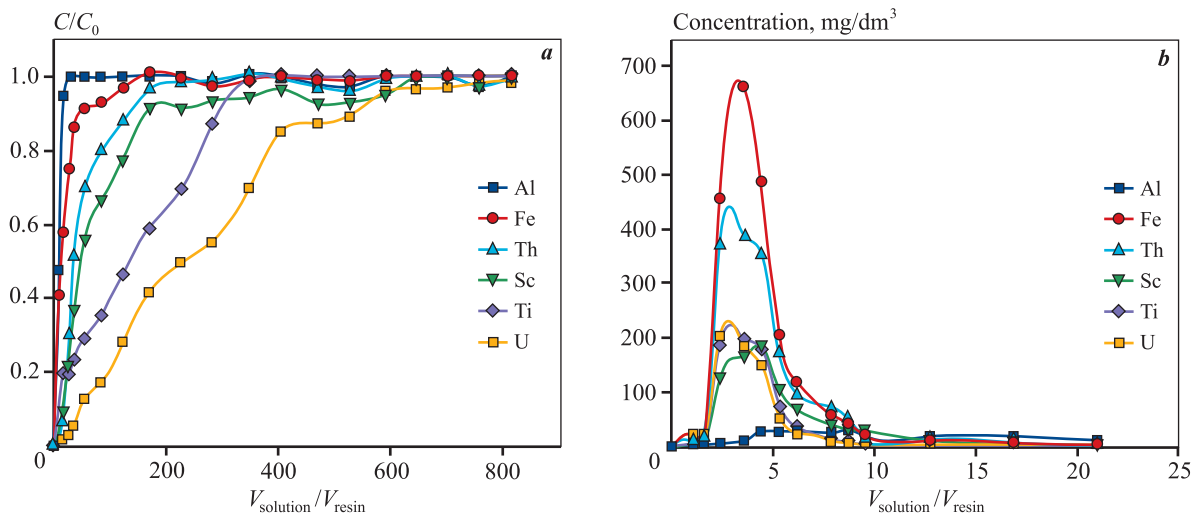 C/C0
a
1.0
0.8
0.6
0.4
0.2
0
200
400
600
800
Vsolution/Vresin
Al
Fe
Th
Sc
Ti
U
Concentration, mg/dm³
b
700
600
500
400
300
200
100
0
5
10
15
20
25
Vsolution/Vresin
Al
Fe
Th
Sc
Ti
U